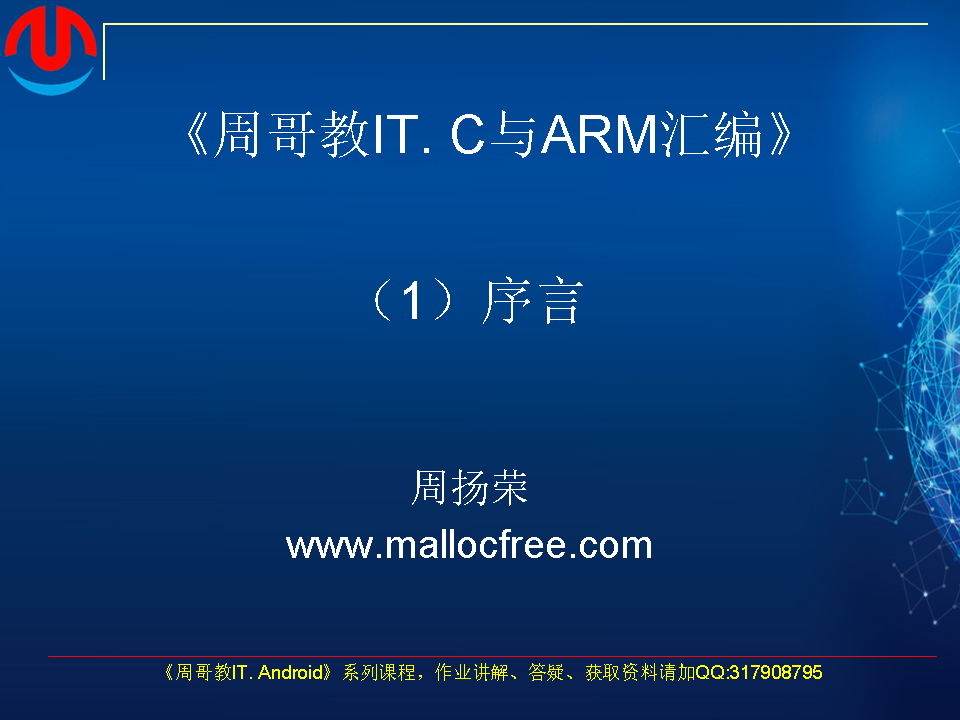 《周哥教IT. C与ARM汇编》
（1）序言
周扬荣
www.mallocfree.com
《周哥教IT. Android》系列课程，作业讲解、答疑、获取资料请加QQ:317908795